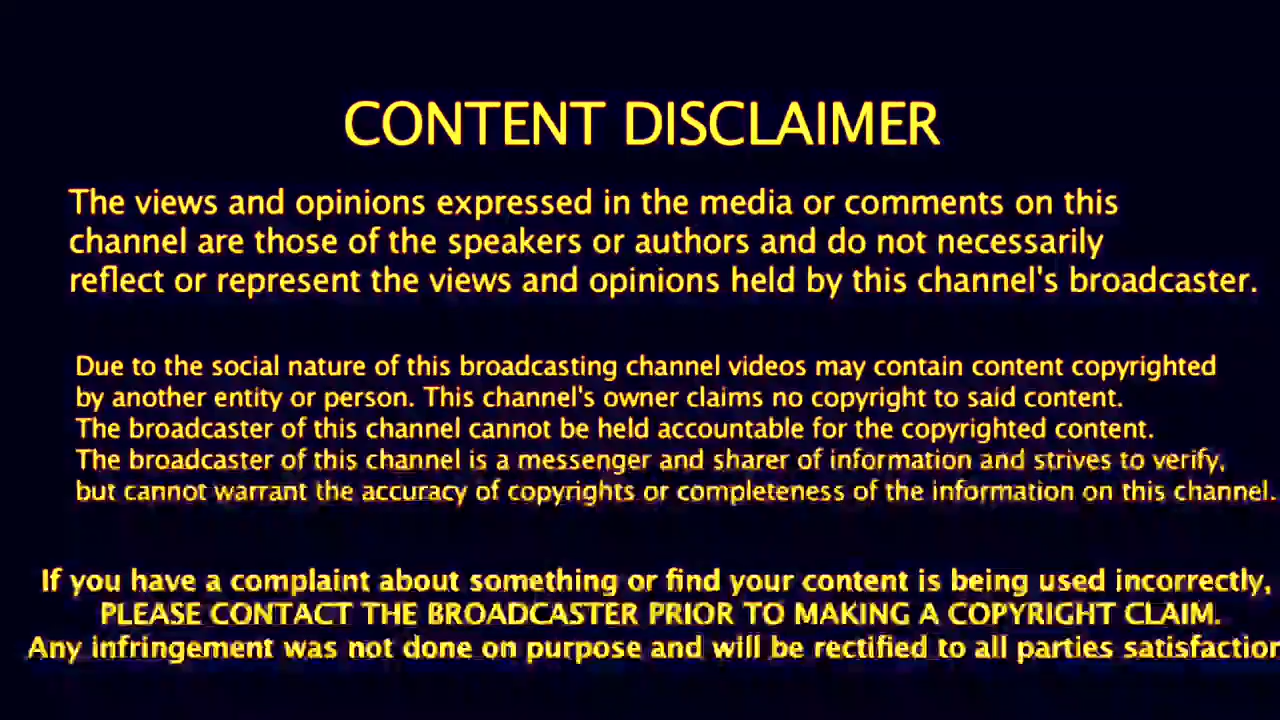 CONTENT DISCLAIMER
The views and opinions expressed in the media or comments on this
channel are those of the speakers or authors and do not necessarily
reflect or represent the views and opinions held by this channel's broadcaster.
Due to the social nature of this broadcasting channel videos may contain content copyrighted
by another entity or person. This channel's owner claims no copyright to said content.
The broadcaster of this channel cannot be held accountable for the copyrighted content.
The broadcaster of this channel is a messenger and sharer of information and strives to verify,
but cannot warrant the accuracy of copyrights or completeness of the information on this channel.
If you have a complaint about something or find your content is being used incorrectly,
PLEASE CONTACT THE BROADCASTER PRIOR TO MAKING A COPYRIGHT CLAIM.
Any infringement was not done on purpose and will be rectified to all parties satisfaction